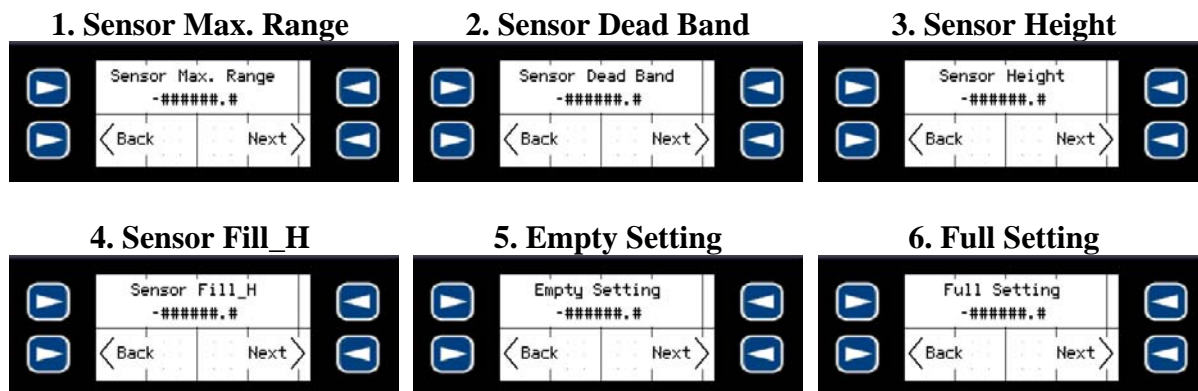 1. Sensor Max. Range
2. Sensor Dead Band
3. Sensor Height
Sensor Max. Range
-######.#
Back
Next
Sensor Dead Band
-######.#
Back
Next
Sensor Height
-######.#
Back
Next
4. Sensor Fill_H
5. Empty Setting
6. Full Setting
Sensor Fill_H
-######.#
Back
Next
Empty Setting
-######.#
Back
Next
Full Setting
-######.#
Back
Next